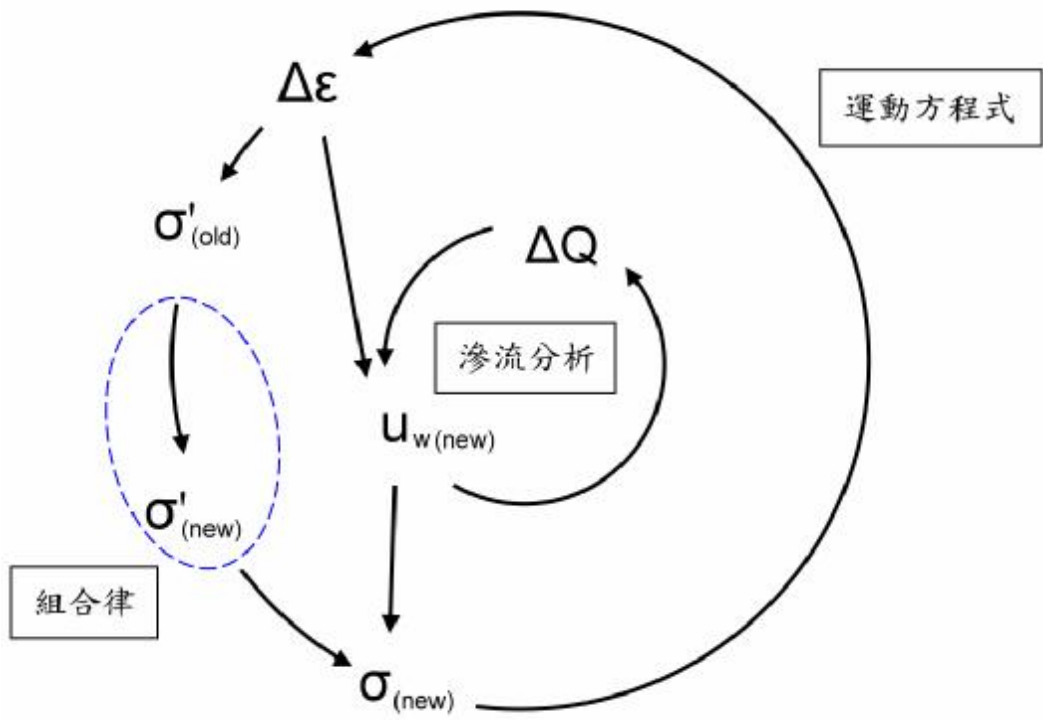 Δε
運動方程式
σ'(old)
ΔQ
滲流分析
uw(new)
σ'(new)
組合律
σ(new)